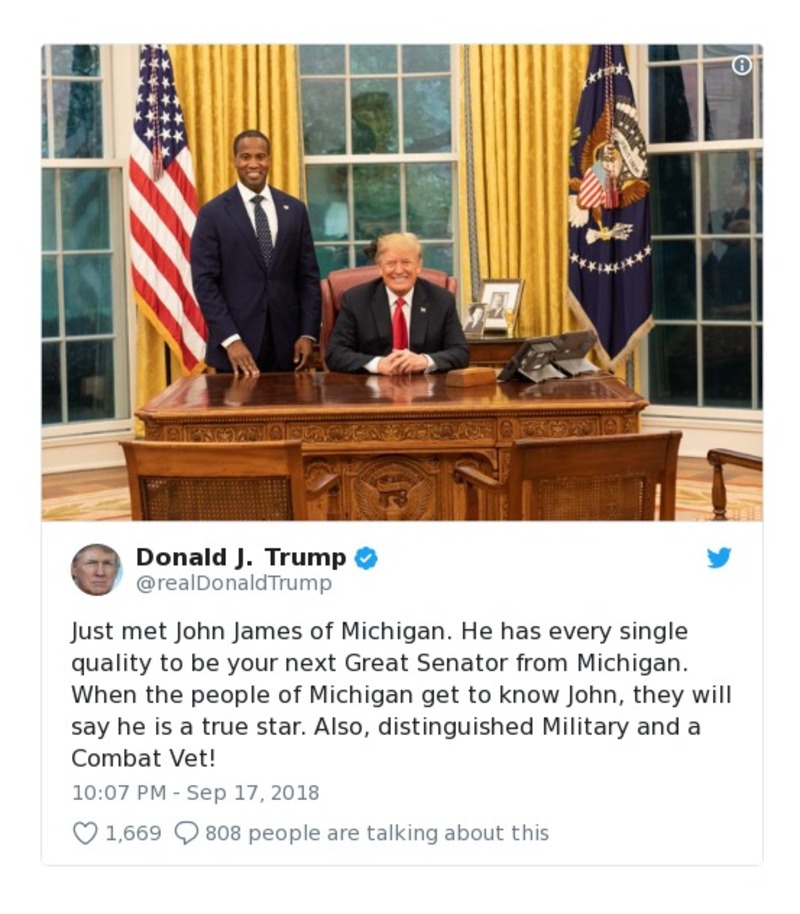 Donald J. Trump
@realDonaldTrump
Just met John James of Michigan. He has every single
quality to be your next Great Senator from Michigan.
When the people of Michigan get to know John, they will
say he is a true star. Also, distinguished Military and a
Combat Vet!
10:07 PM - Sep 17, 2018
1,669 808 people are talking about this